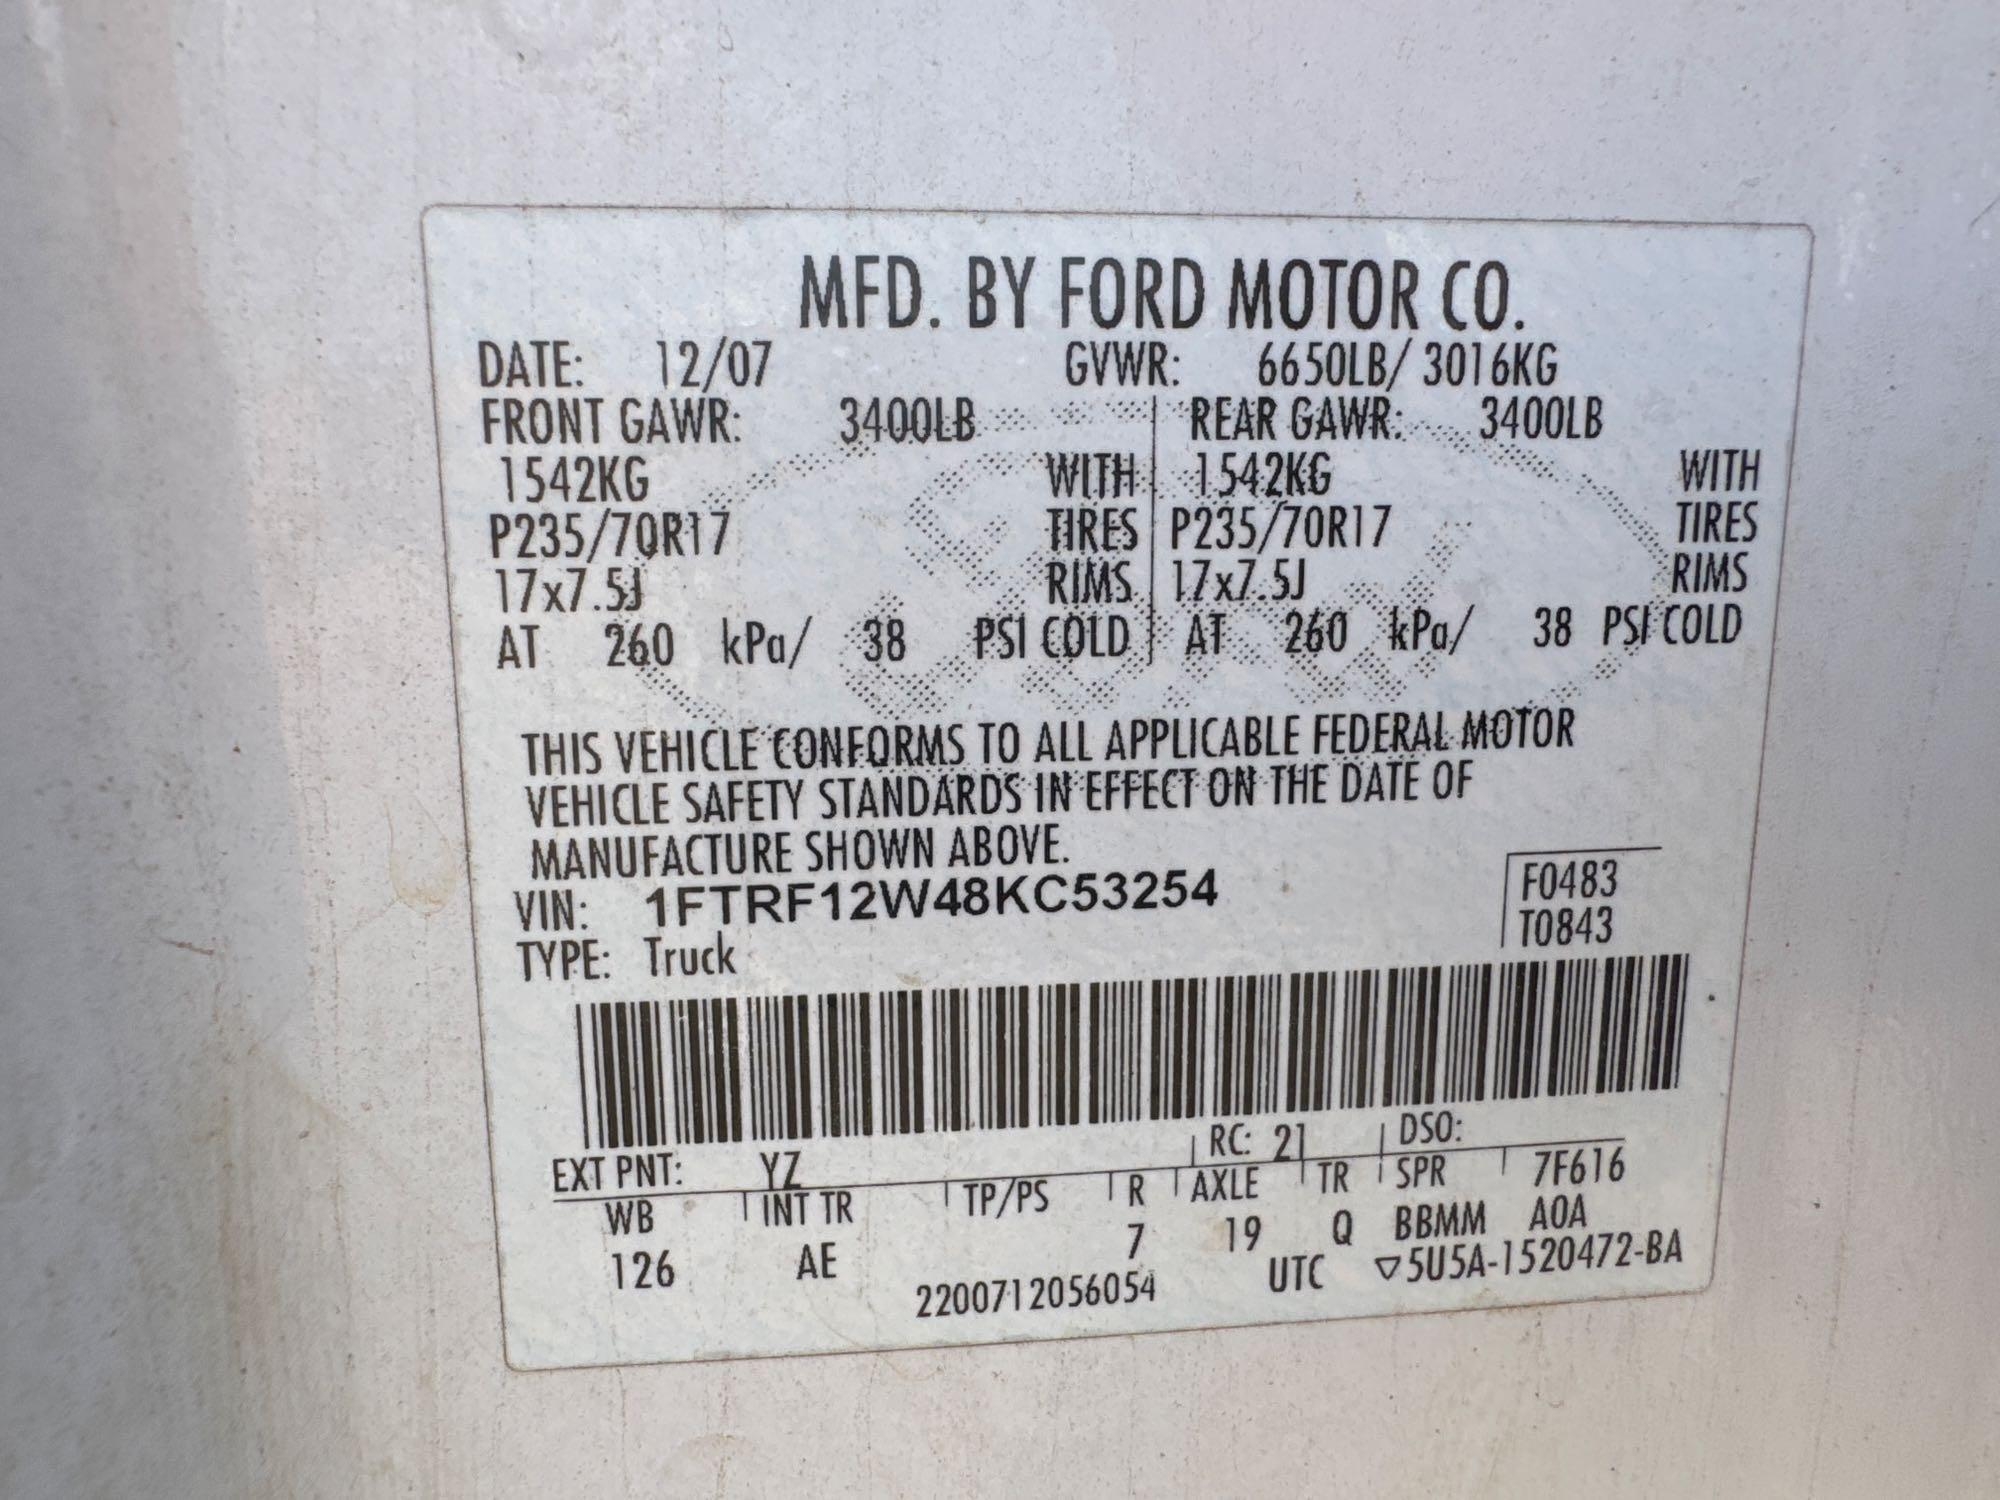 MFD. BY FORD MOTOR CO.
DATE: 12/07 GVWR: 6650LB/ 3016KG
FRONT GAWR: 3400LB REAR GAWR: 3400LB
1542KG WITH 1542KG WITH
P235/70R17 TIRES P235/70R17 TIRES
17x7.5J RIMS 17x7.5J RIMS
AT 260 kPa/ 38 PSI COLD AT 260 kPa/ 38 PSI COLD
THIS VEHICLE CONFORMS TO ALL APPLICABLE FEDERAL MOTOR
VEHICLE SAFETY STANDARDS IN EFFECT ON THE DATE OF
MANUFACTURE SHOWN ABOVE.
VIN: 1FTRF12W48KC53254 F0483
TYPE: Truck T0843
EXT PNT: YZ RC: 21 DSO:
WB INT TR TP/PS R AXLE TR SPR 7F616
126 AE 7 19 Q BBMM A0A
2200712056054 UTC ▽5U5A-1520472-BA